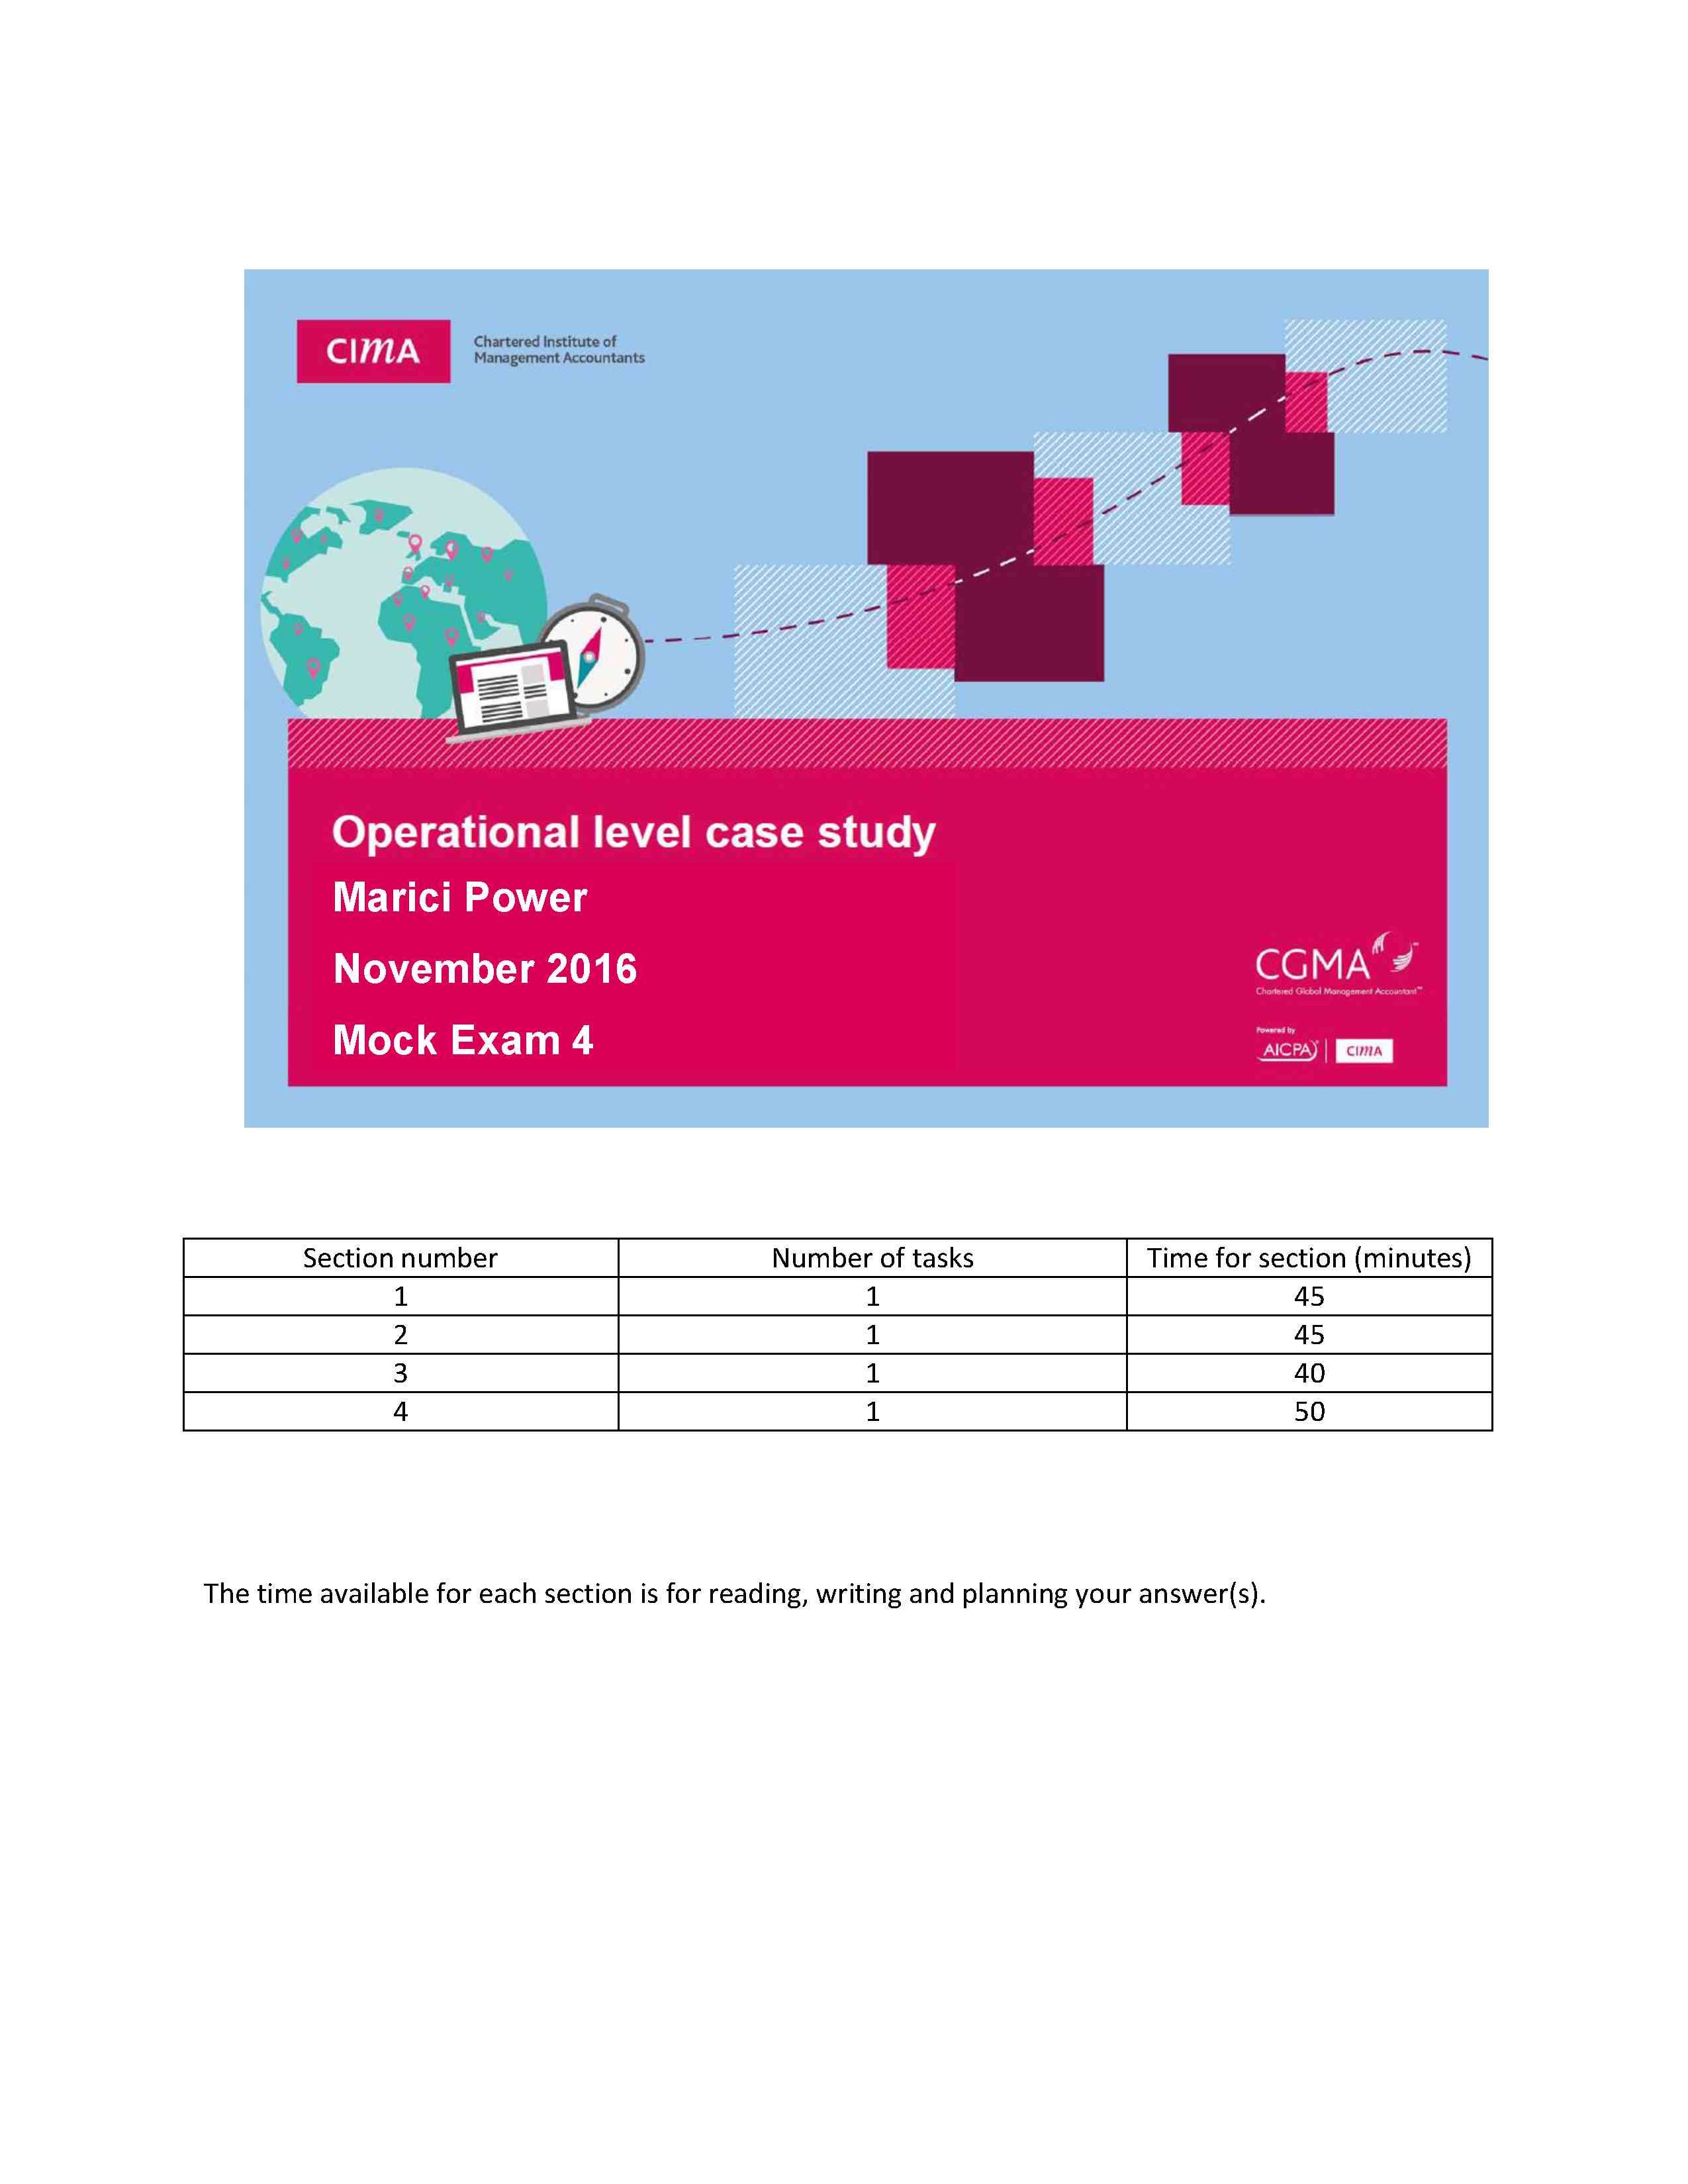 CIMA
Chartered Institute of
Management Accountants
Operational level case study
Marici Power
November 2016
Mock Exam 4
CGMA
Chartered Global Management Accountant™
Powered by
AICPA
CIMA
Section number Number of tasks Time for section (minutes)
1 1 45
2 1 45
3 1 40
4 1 50
The time available for each section is for reading, writing and planning your answer(s).